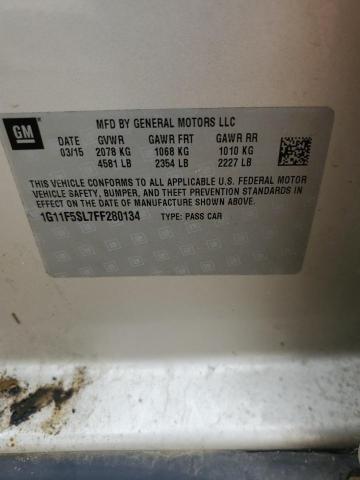 GM
MFD BY GENERAL MOTORS LLC
DATE GVWR GAWR FRT GAWR RR
03/15 2078 KG 1068 KG 1010 KG
4581 LB 2354 LB 2227 LB
THIS VEHICLE CONFORMS TO ALL APPLICABLE U.S. FEDERAL MOTOR
VEHICLE SAFETY, BUMPER, AND THEFT PREVENTION STANDARDS IN
EFFECT ON THE DATE OF MANUFACTURE SHOWN ABOVE.
1G11F5SL7FF280134 TYPE: PASS CAR